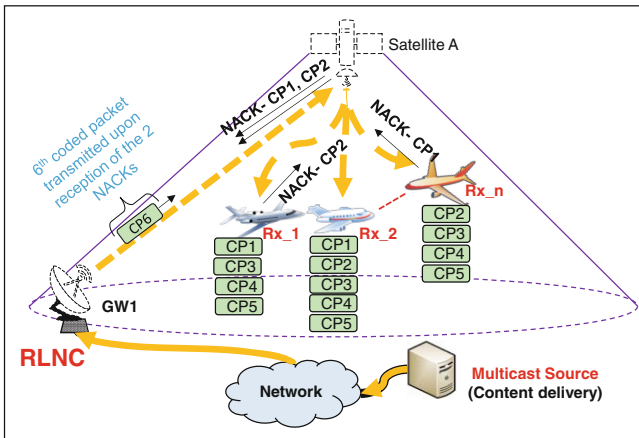 Satellite A
NACK- CP1, CP2
NACK- CP1
NACK- CP2
6th coded packet
transmitted upon
reception of the 2
NACKs
CP6
Rx_1
CP1
CP3
CP4
CP5
Rx_2
CP1
CP2
CP3
CP4
CP5
Rx_n
CP2
CP3
CP4
CP5
GW1
RLNC
Network
Multicast Source
(Content delivery)